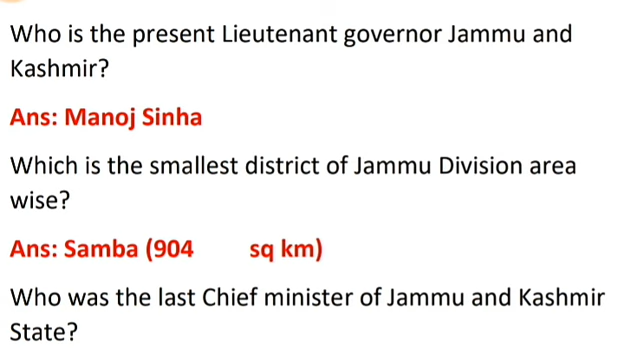 Who is the present Lieutenant governor Jammu and
Kashmir?
Ans: Manoj Sinha
Which is the smallest district of Jammu Division area
wise?
Ans: Samba (904 sq km)
Who was the last Chief minister of Jammu and Kashmir
State?